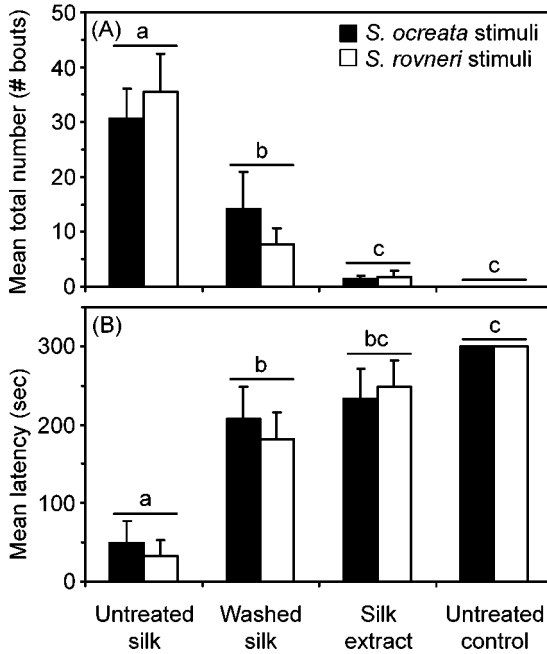 (A)
S. ocreata stimuli
S. rovneri stimuli
a
b
c
c
50
40
30
20
10
0
Mean total number (# bouts)
(B)
a
b
bc
c
300
200
100
0
Mean latency (sec)
Untreated silk
Washed silk
Silk extract
Untreated control